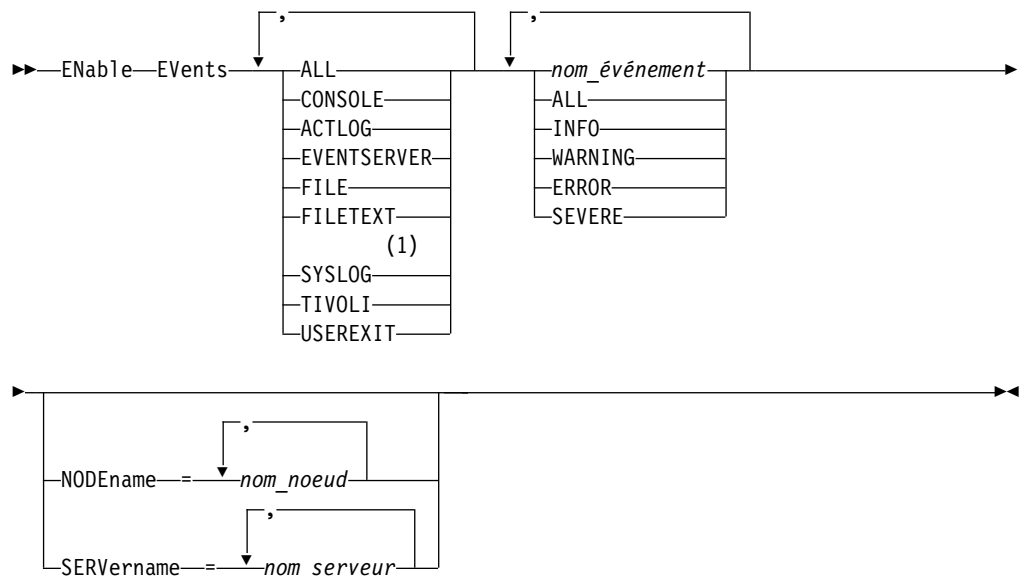 , ,
ENable EVents ALL nom_événement
CONSOLE ALL
ACTLOG INFO
EVENTSERVER WARNING
FILE ERROR
FILETEXT SEVERE
(1)
SYSLOG
TIVOLI
USEREXIT
,
NODEname = nom_noeud
,
SERVername = nom_serveur